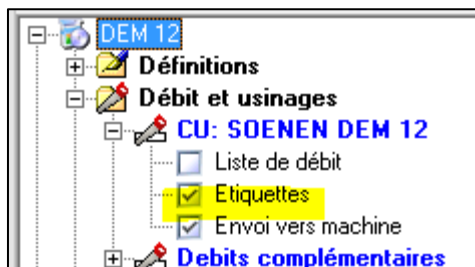 DEM 12
Définitions
Débit et usinages
CU: SOENEN DEM 12
Liste de débit
Etiquettes
Envoi vers machine
Debits complémentaires